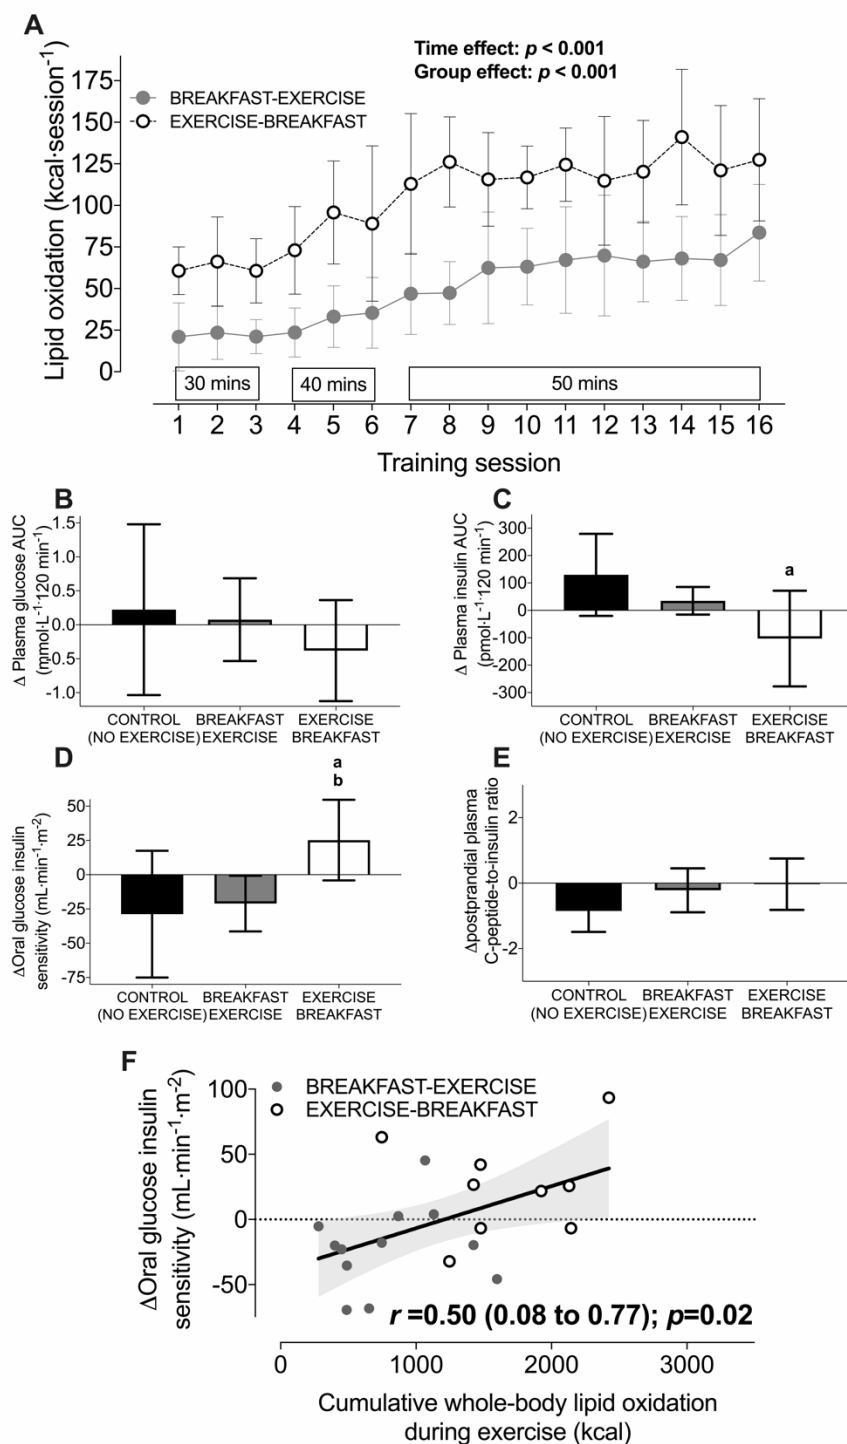 A
Time effect: p < 0.001
Group effect: p < 0.001
BREAKFAST-EXERCISE
EXERCISE-BREAKFAST
Lipid oxidation (kcal·session⁻¹)
175
150
125
100
75
50
25
0
30 mins
40 mins
50 mins
1 2 3 4 5 6 7 8 9 10 11 12 13 14 15 16
Training session
B
Δ Plasma glucose AUC
(mmol·L⁻¹·120 min⁻¹)
1.5
1.0
0.5
0.0
-0.5
-1.0
CONTROL BREAKFAST EXERCISE
(NO EXERCISE) EXERCISE BREAKFAST
C
Δ Plasma insulin AUC
(pmol·L⁻¹·120 min⁻¹)
300
200
100
0
-100
-200
-300
a
CONTROL BREAKFAST EXERCISE
(NO EXERCISE) EXERCISE BREAKFAST
D
ΔOral glucose insulin
sensitivity (mL·min⁻¹·m⁻²)
50
25
0
-25
-50
-75
a
b
CONTROL BREAKFAST EXERCISE
(NO EXERCISE) EXERCISE BREAKFAST
E
Δpostprandial plasma
C-peptide-to-insulin ratio
2
0
-2
CONTROL BREAKFAST EXERCISE
(NO EXERCISE) EXERCISE BREAKFAST
F
BREAKFAST-EXERCISE
EXERCISE-BREAKFAST
ΔOral glucose insulin
sensitivity (mL·min⁻¹·m⁻²)
100
50
0
-50
r =0.50 (0.08 to 0.77); p=0.02
0 1000 2000 3000
Cumulative whole-body lipid oxidation
during exercise (kcal)